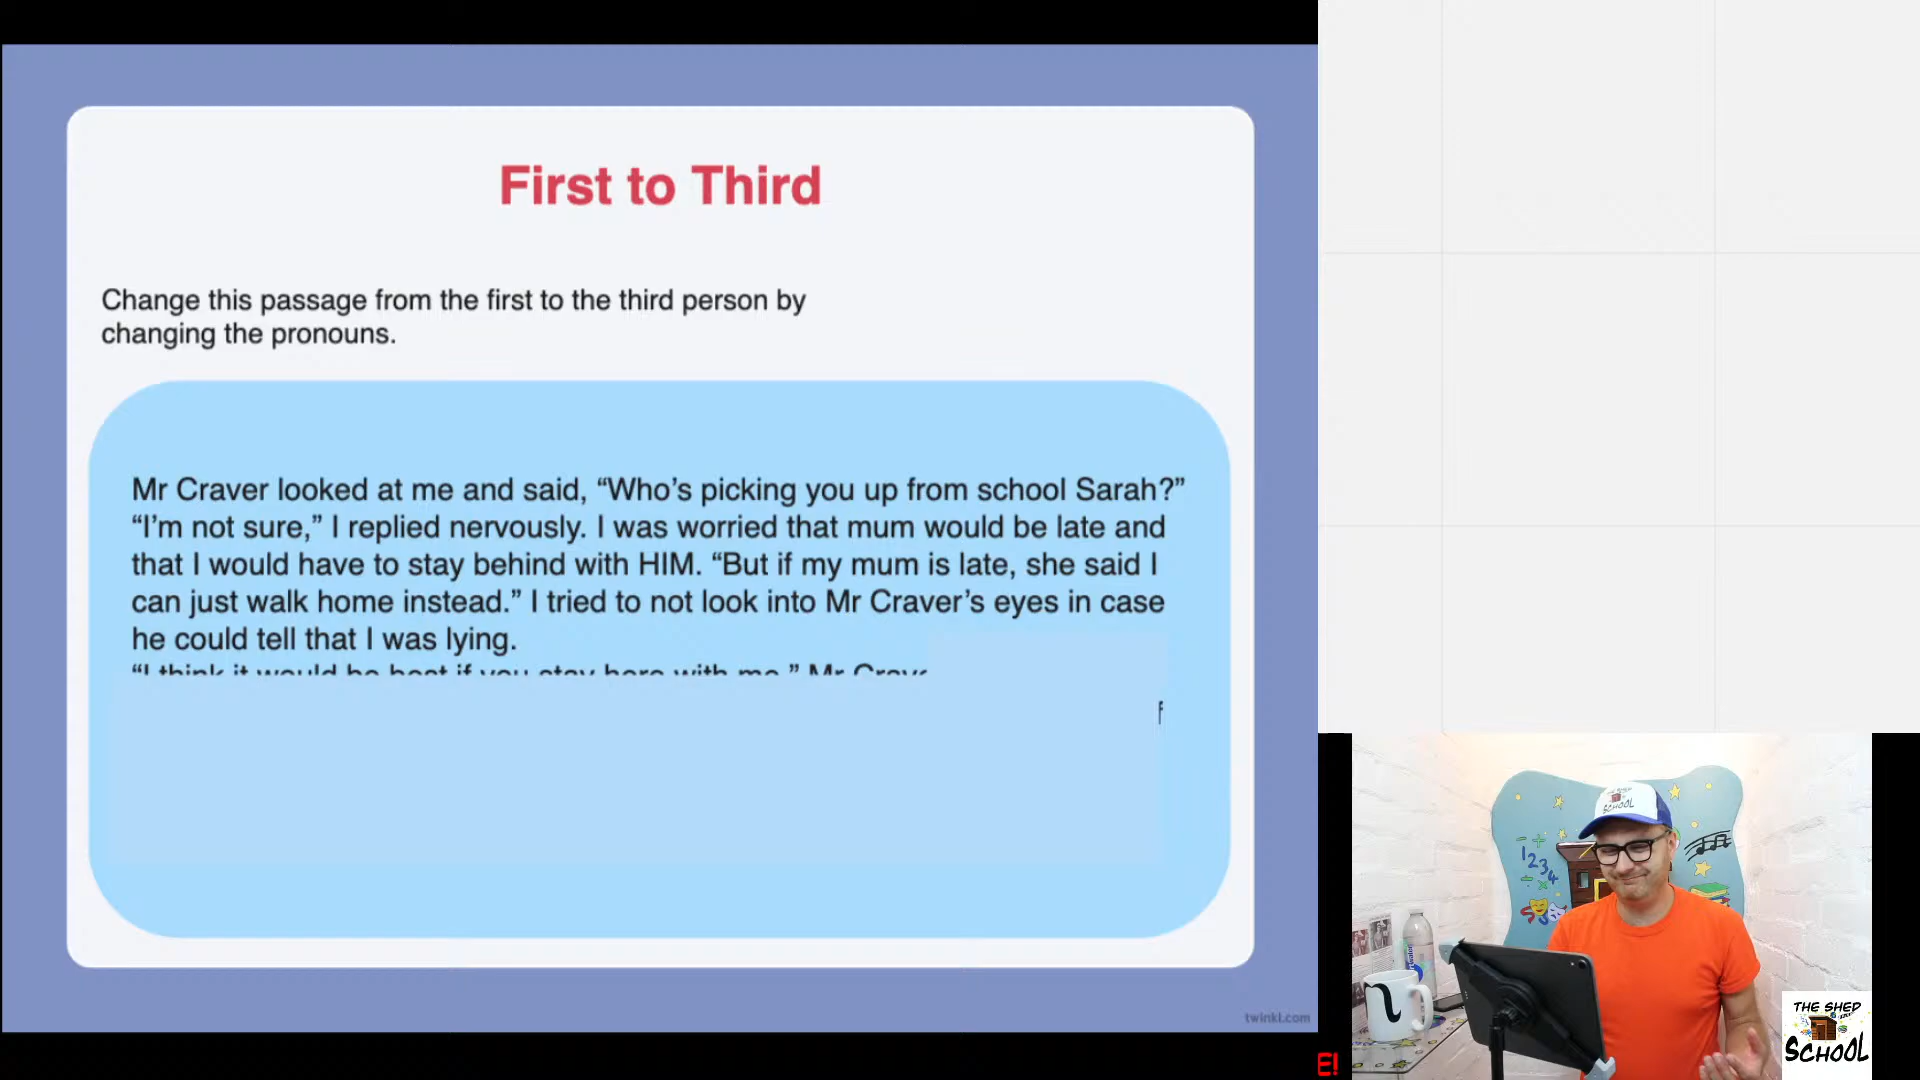 First to Third
Change this passage from the first to the third person by
changing the pronouns.
Mr Craver looked at me and said, “Who’s picking you up from school Sarah?”
“I’m not sure,” I replied nervously. I was worried that mum would be late and
that I would have to stay behind with HIM. “But if my mum is late, she said I
can just walk home instead.” I tried to not look into Mr Craver’s eyes in case
he could tell that I was lying.
“I think it would be best if you stay here with me,” Mr
twinkl.com
E!
THE SHED
SCHOOL
1234
THE SHED
SCHOOL